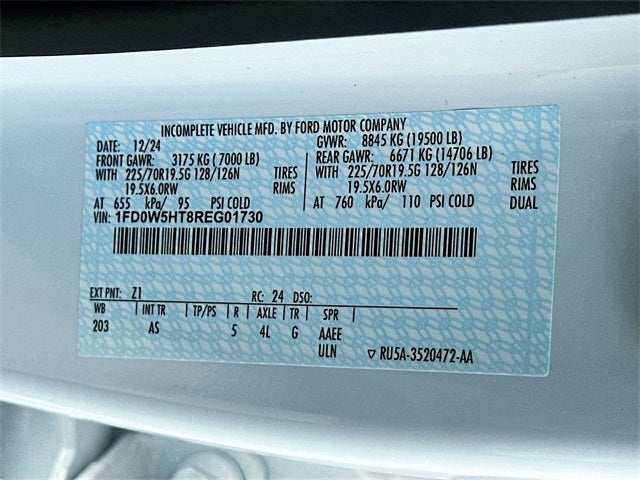 INCOMPLETE VEHICLE MFD. BY FORD MOTOR COMPANY
DATE: 12/24 GVWR: 8845 KG (19500 LB)
FRONT GAWR: 3175 KG (7000 LB) REAR GAWR: 6671 KG (14706 LB)
WITH 225/70R19.5G 128/126N TIRES WITH 225/70R19.5G 128/126N TIRES
19.5X6.0RW RIMS 19.5X6.0RW RIMS
AT 655 kPa/ 95 PSI COLD AT 760 kPa/ 110 PSI COLD DUAL
VIN: 1FD0W5HT8REG01730
EXT PNT: Z1 RC: 24 DSO:
WB INT TR TP/PS R AXLE TR SPR
203 AS 5 4L G AAEE
ULN ▽ RU5A-3520472-AA